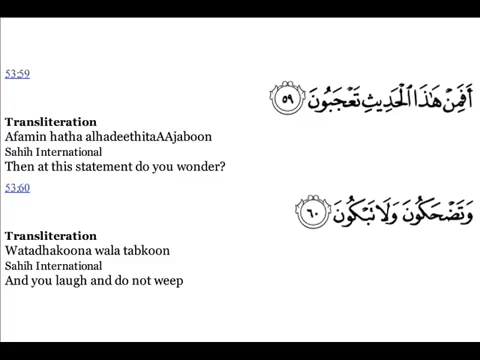 53:59
أَفَمِنْ هَٰذَا الْحَدِيثِ تَعْجَبُونَ ٥٩
Transliteration
Afamin hatha alhadeethitaAAjaboon
Sahih International
Then at this statement do you wonder?
53:60
وَتَضْحَكُونَ وَلَا تَبْكُونَ ٦٠
Transliteration
Watadhakoona wala tabkoon
Sahih International
And you laugh and do not weep